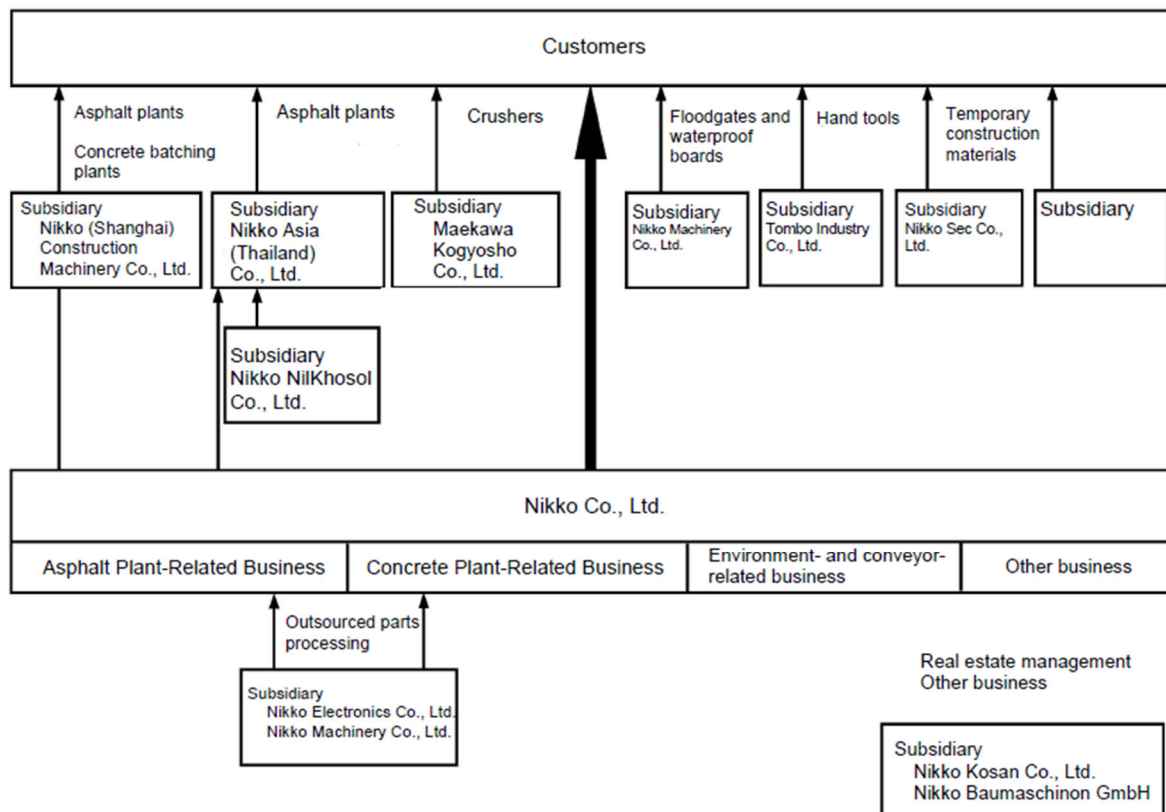 Customers
Asphalt plants
Concrete batching
plants
Asphalt plants
Crushers
Floodgates and
waterproof
boards
Hand tools
Temporary
construction
materials
Subsidiary
Nikko (Shanghai)
Construction
Machinery Co., Ltd.
Subsidiary
Nikko Asia
(Thailand)
Co., Ltd.
Subsidiary
Maekawa
Kogyosho
Co., Ltd.
Subsidiary
Nikko Machinery
Co., Ltd.
Subsidiary
Tombo Industry
Co., Ltd.
Subsidiary
Nikko Sec Co.,
Ltd.
Subsidiary
Subsidiary
Nikko NilKhosol
Co., Ltd.
Nikko Co., Ltd.
Asphalt Plant-Related Business
Concrete Plant-Related Business
Environment- and conveyor-
related business
Other business
Outsourced parts
processing
Subsidiary
Nikko Electronics Co., Ltd.
Nikko Machinery Co., Ltd.
Real estate management
Other business
Subsidiary
Nikko Kosan Co., Ltd.
Nikko Baumaschinon GmbH